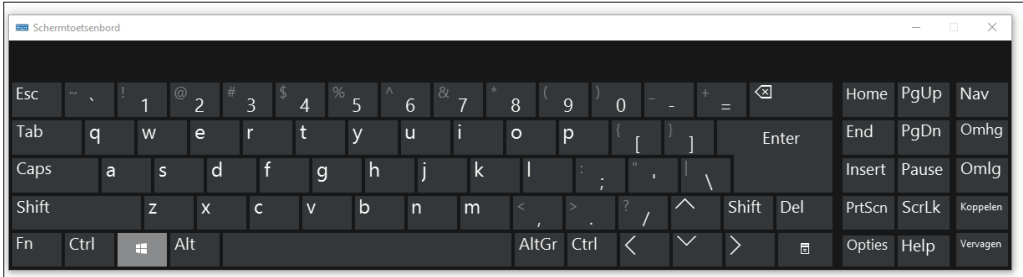 Schermtoetsenbord
Esc ~ ` ! 1 @ 2 # 3 $ 4 % 5 ^ 6 & 7 * 8 ( 9 ) 0 _ - + = Home PgUp Nav
Tab q w e r t y u i o p { [ } ] Enter End PgDn Omhg
Caps a s d f g h j k l : ; " ' | \ Insert Pause Omlg
Shift z x c v b n m < , > . ? / Shift Del PrtScn ScrLk Koppelen
Fn Ctrl Alt AltGr Ctrl Opties Help Vervagen